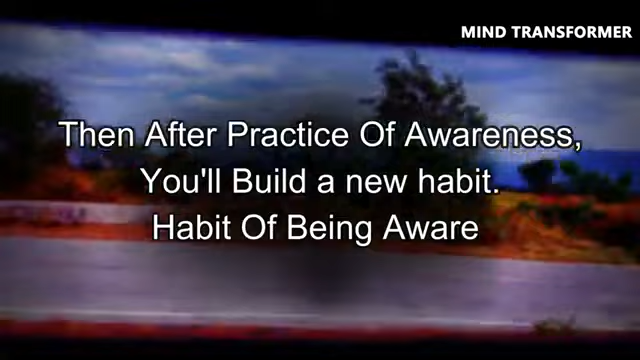 MIND TRANSFORMER
Then After Practice Of Awareness,
You'll Build a new habit.
Habit Of Being Aware